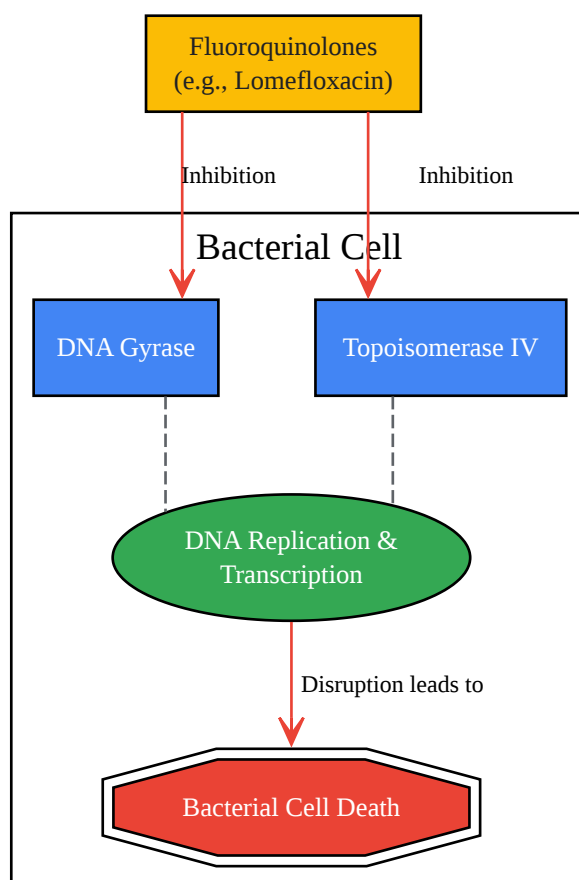 Fluoroquinolones
(e.g., Lomefloxacin)
Inhibition
Inhibition
Bacterial Cell
DNA Gyrase
Topoisomerase IV
DNA Replication &
Transcription
Disruption leads to
Bacterial Cell Death